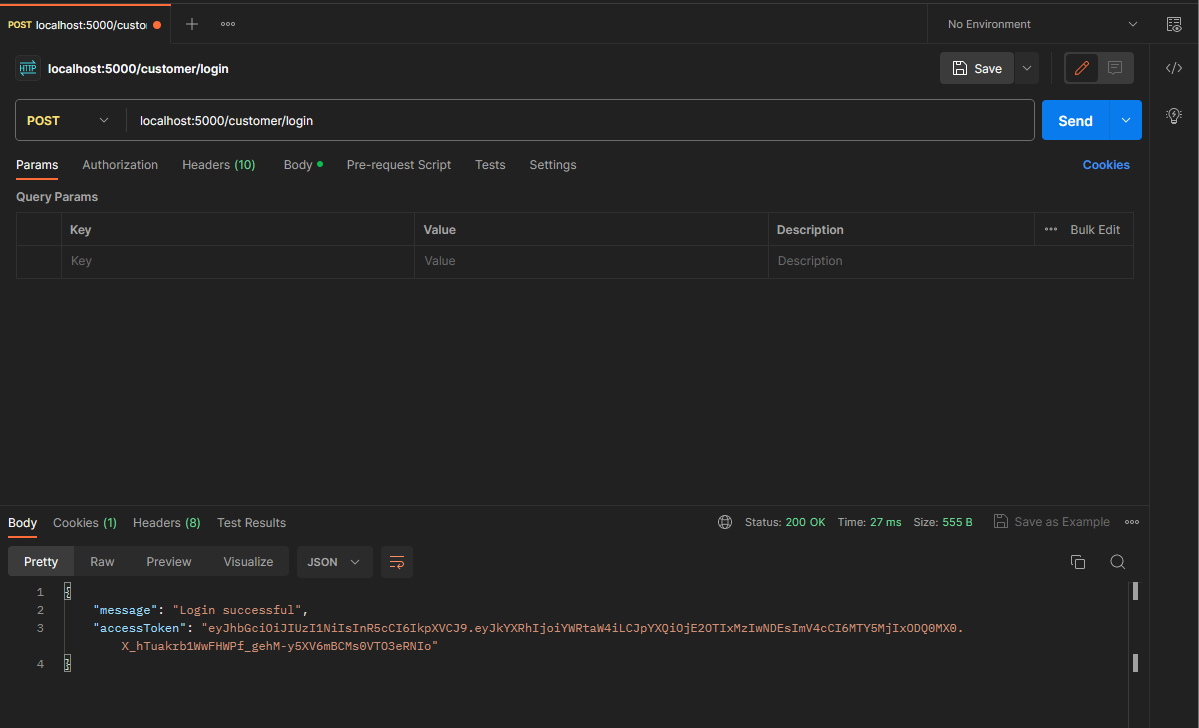 POST localhost:5000/custo
No Environment
HTTP localhost:5000/customer/login
Save
POST localhost:5000/customer/login
Send
Params Authorization Headers (10) Body Pre-request Script Tests Settings Cookies
Query Params
Key Value Description Bulk Edit
Key Value Description
Body Cookies (1) Headers (8) Test Results Status: 200 OK Time: 27 ms Size: 555 B Save as Example
Pretty Raw Preview Visualize JSON
1 {
2 "message": "Login successful",
3 "accessToken": "eyJhbGciOiJIUzI1NiIsInR5cCI6IkpXVCJ9.eyJkYXRhIjoiYWRtaW4iLCJpYXQiOjE2OTIxMzIwNDEsImV4cCI6MTY5MjIxODQ0MX0.
X_hTuakrb1WwFHWPf_gehM-y5XV6mBCMs0VTO3eRNIo"
4 }